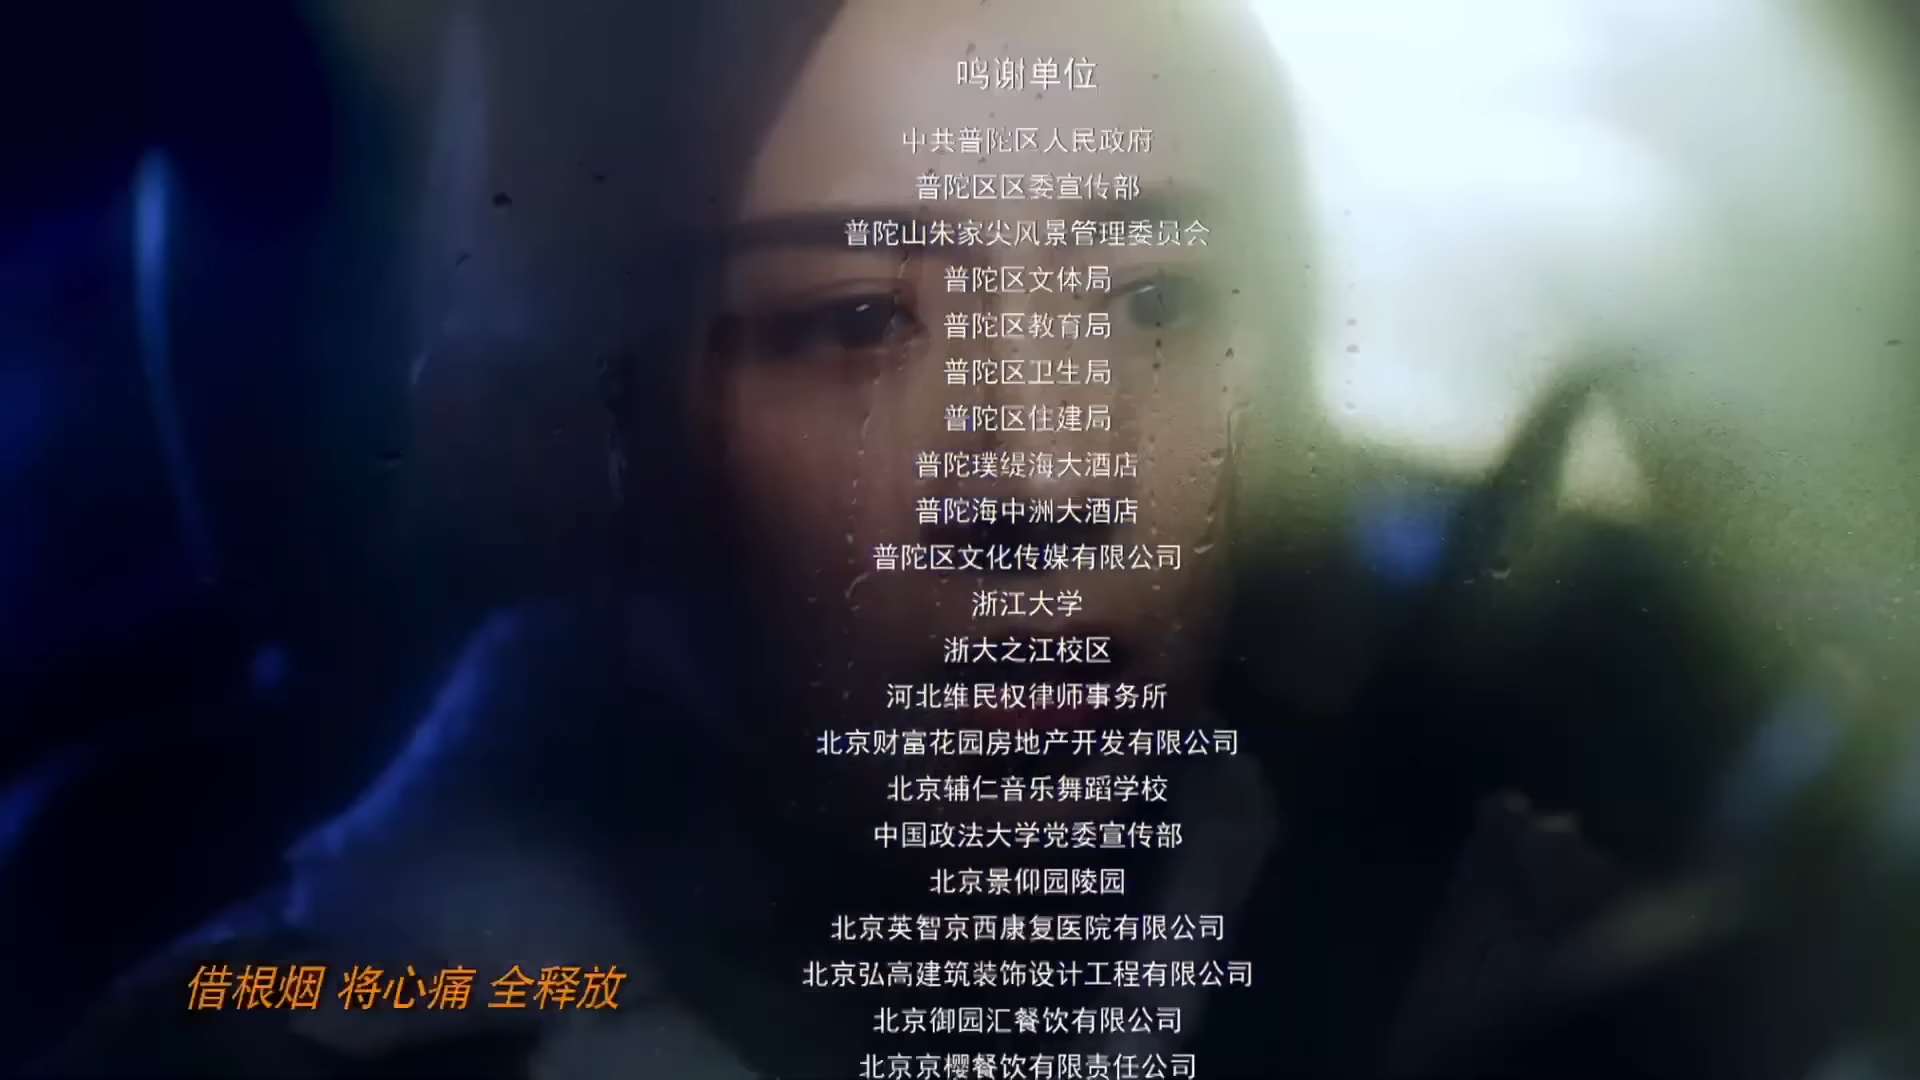 鸣谢单位
中共普陀区人民政府
普陀区区委宣传部
普陀山朱家尖风景管理委员会
普陀区文体局
普陀区教育局
普陀区卫生局
普陀区住建局
普陀璞缇海大酒店
普陀海中洲大酒店
普陀区文化传媒有限公司
浙江大学
浙大之江校区
河北维民权律师事务所
北京财富花园房地产开发有限公司
北京辅仁音乐舞蹈学校
中国政法大学党委宣传部
北京景仰园陵园
北京英智京西康复医院有限公司
北京弘高建筑装饰设计工程有限公司
北京御园汇餐饮有限公司
北京京樱餐饮有限责任公司
借根烟 将心痛 全释放